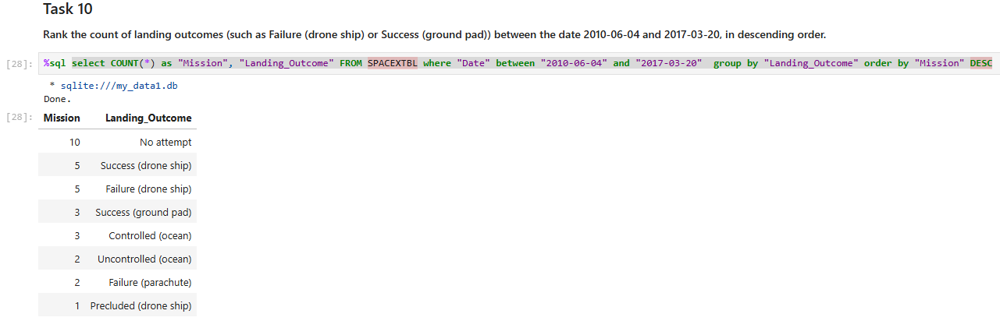 Task 10
Rank the count of landing outcomes (such as Failure (drone ship) or Success (ground pad)) between the date 2010-06-04 and 2017-03-20, in descending order.
[28]: %sql select COUNT(*) as "Mission", "Landing_Outcome" FROM SPACEXTBL where "Date" between "2010-06-04" and "2017-03-20"  group by "Landing_Outcome" order by "Mission" DESC
* sqlite:///my_data1.db
Done.
[28]: Mission Landing_Outcome
10 No attempt
5 Success (drone ship)
5 Failure (drone ship)
3 Success (ground pad)
3 Controlled (ocean)
2 Uncontrolled (ocean)
2 Failure (parachute)
1 Precluded (drone ship)